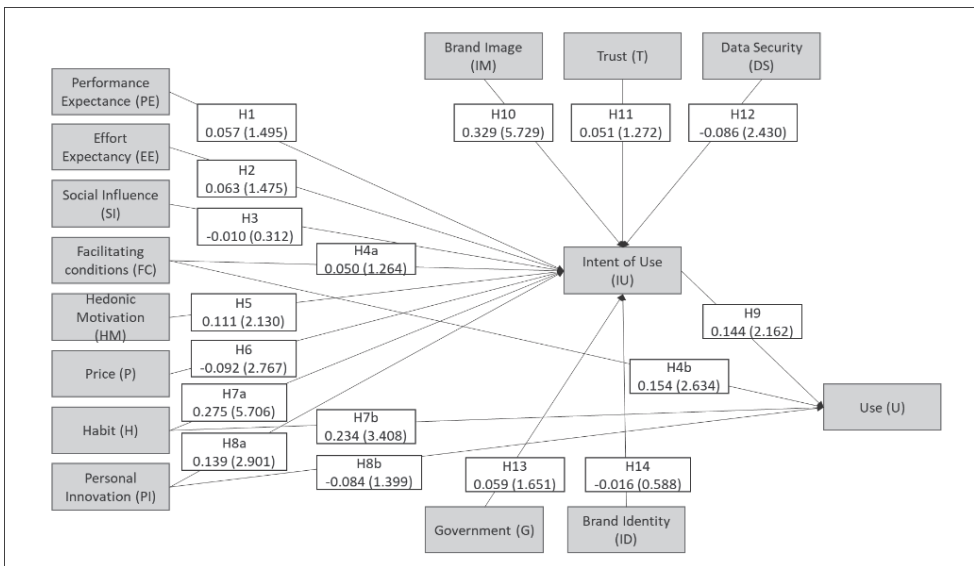 Brand Image
(IM)
Trust (T)
Data Security
(DS)
Performance
Expectance (PE)
H1
0.057 (1.495)
H10
0.329 (5.729)
H11
0.051 (1.272)
H12
-0.086 (2.430)
Effort
Expectancy (EE)
H2
0.063 (1.475)
Social Influence
(SI)
H3
-0.010 (0.312)
Facilitating
conditions (FC)
H4a
0.050 (1.264)
Intent of Use
(IU)
Hedonic
Motivation
(HM)
H5
0.111 (2.130)
H9
0.144 (2.162)
Price (P)
H6
-0.092 (2.767)
H4b
0.154 (2.634)
H7a
0.275 (5.706)
Use (U)
Habit (H)
H7b
0.234 (3.408)
H8a
0.139 (2.901)
H8b
-0.084 (1.399)
H13
0.059 (1.651)
H14
-0.016 (0.588)
Personal
Innovation (PI)
Government (G)
Brand Identity
(ID)